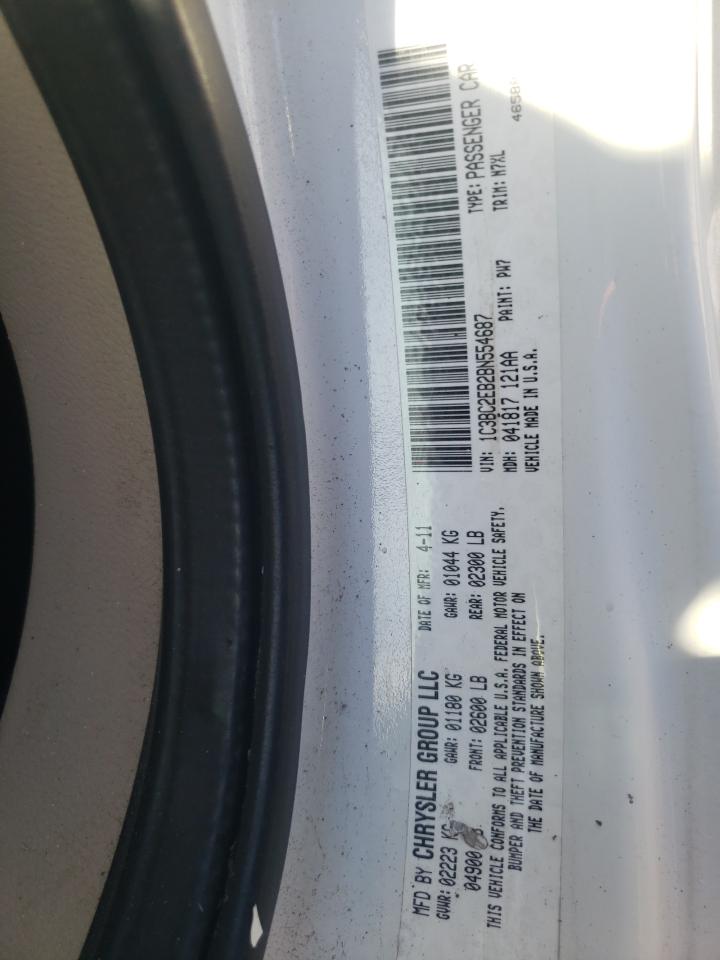 MFD BY CHRYSLER GROUP LLC DATE OF MFR: 4-11
GVWR: 02223 KG GAWR: 01180 KG GAWR: 01044 KG
04900 FRONT: 02600 LB REAR: 02300 LB
THIS VEHICLE CONFORMS TO ALL APPLICABLE U.S.A. FEDERAL MOTOR VEHICLE SAFETY,
BUMPER AND THEFT PREVENTION STANDARDS IN EFFECT ON
THE DATE OF MANUFACTURE SHOWN ABOVE.
VIN: 1C3BC2EB2BN554687 TYPE: PASSENGER CAR
MDH: 041817 121AA PAINT: PW7 TRIM: M7XL
VEHICLE MADE IN U.S.A.